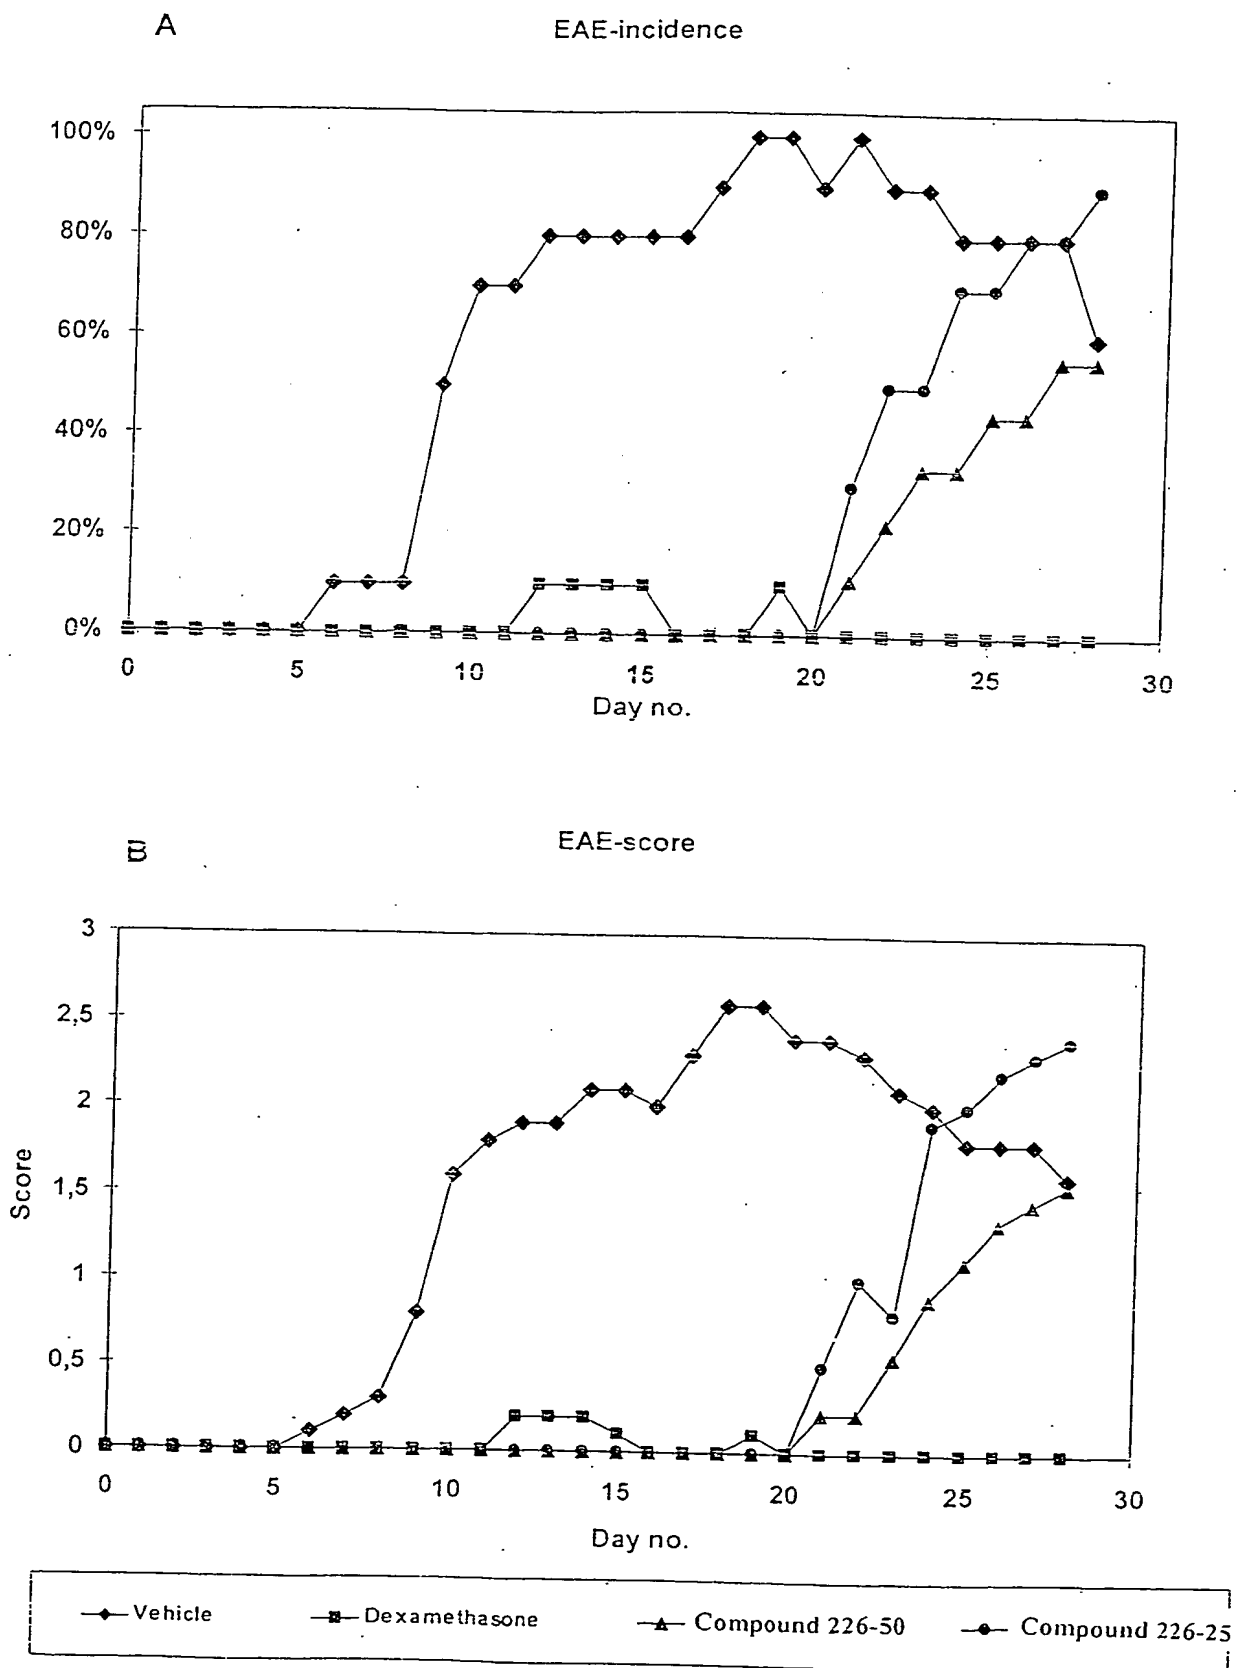 A
EAE-incidence
100%
80%
60%
40%
20%
0%
0 5 10 15 20 25 30
Day no.
B
EAE-score
3
2,5
2
1,5
1
0,5
0
Score
0 5 10 15 20 25 30
Day no.
Vehicle Dexamethasone Compound 226-50 Compound 226-25